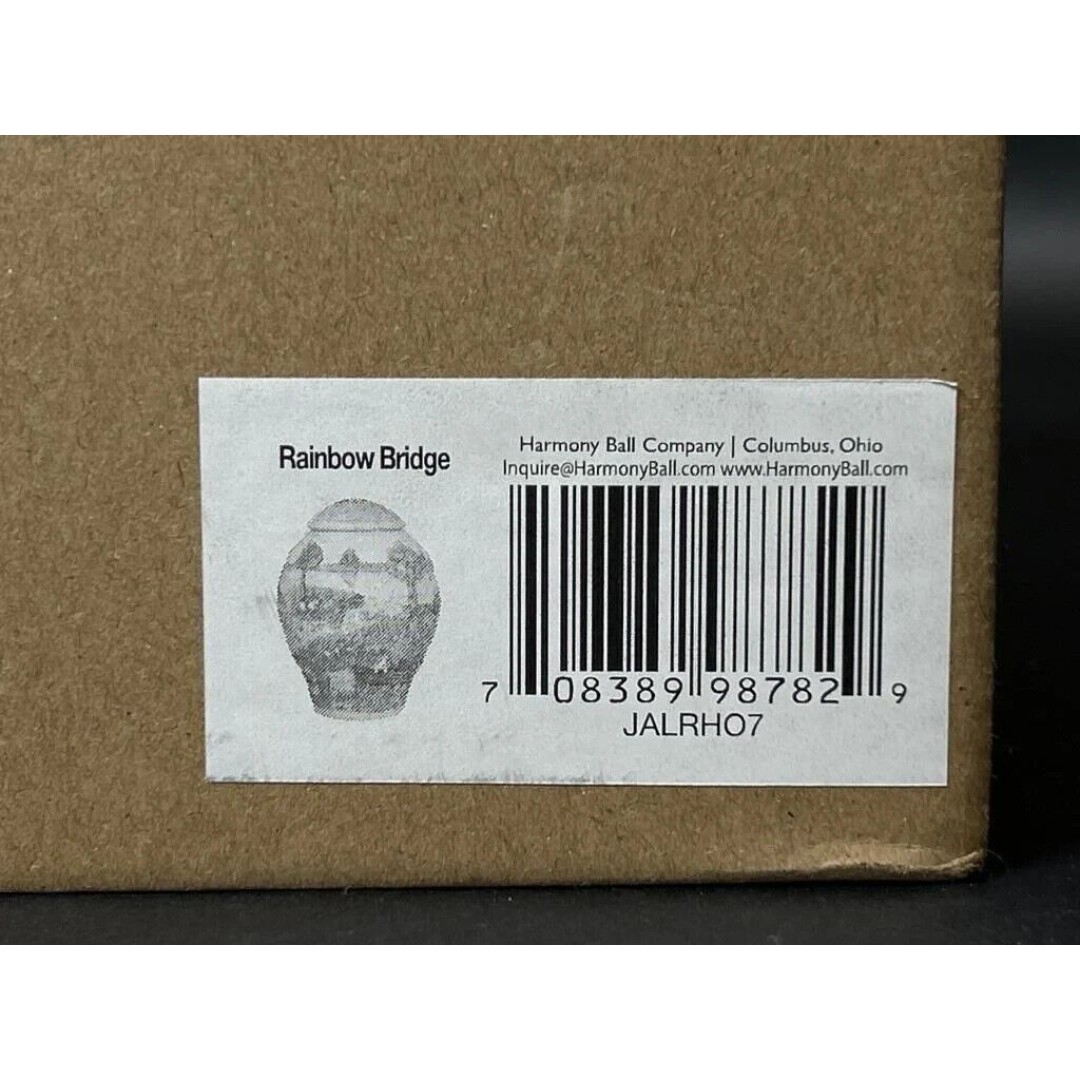 Rainbow Bridge
Harmony Ball Company | Columbus, Ohio
Inquire@HarmonyBall.com www.HarmonyBall.com
7 08389 98782 9
JALRHO7